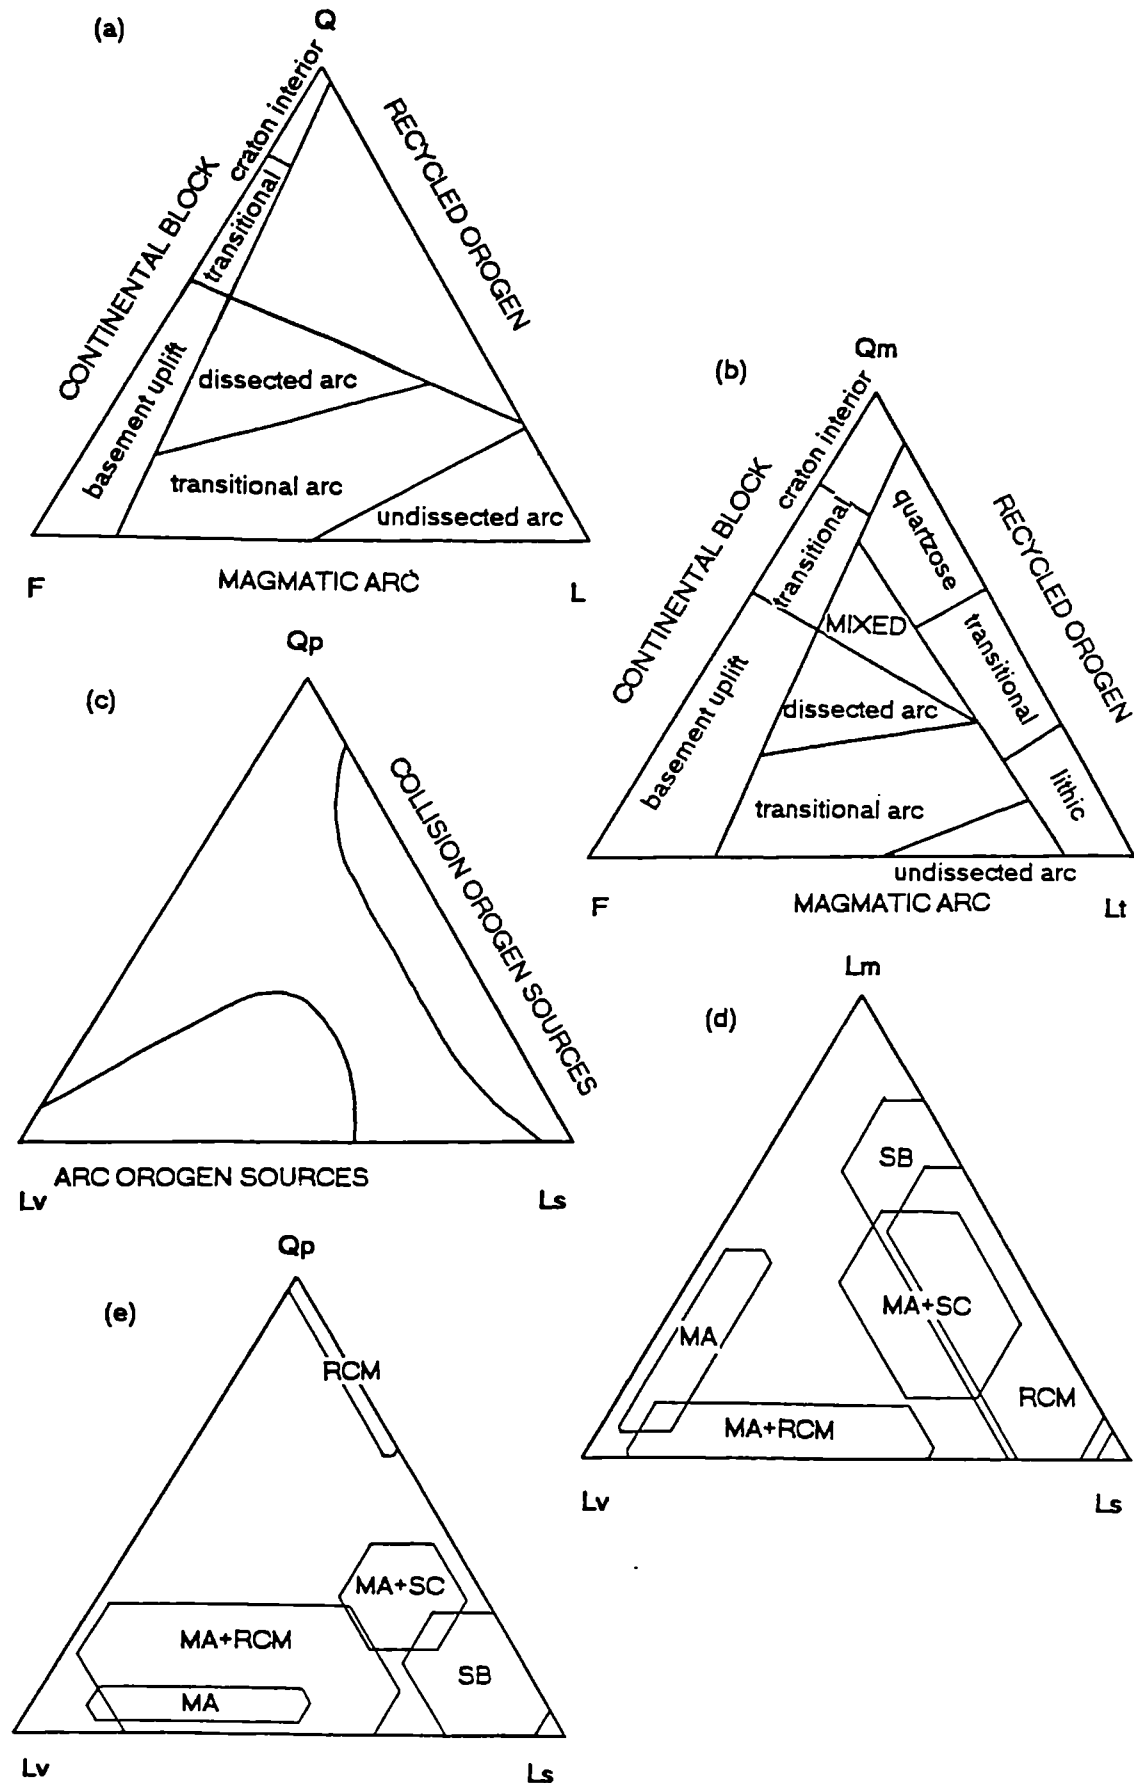 (a)
Q
craton interior
CONTINENTAL BLOCK
transitional
RECYCLED OROGEN
basement uplift
dissected arc
transitional arc
undissected arc
F
MAGMATIC ARC
L
(b)
Qm
craton interior
CONTINENTAL BLOCK
transitional
quartzose
RECYCLED OROGEN
MIXED
transitional
basement uplift
dissected arc
lithic
transitional arc
undissected arc
F
MAGMATIC ARC
Lt
(c)
Qp
COLLISION OROGEN SOURCES
ARC OROGEN SOURCES
Lv
Ls
(d)
Lm
SB
MA+SC
MA
RCM
MA+RCM
Lv
Ls
(e)
Qp
RCM
MA+SC
MA+RCM
SB
MA
Lv
Ls